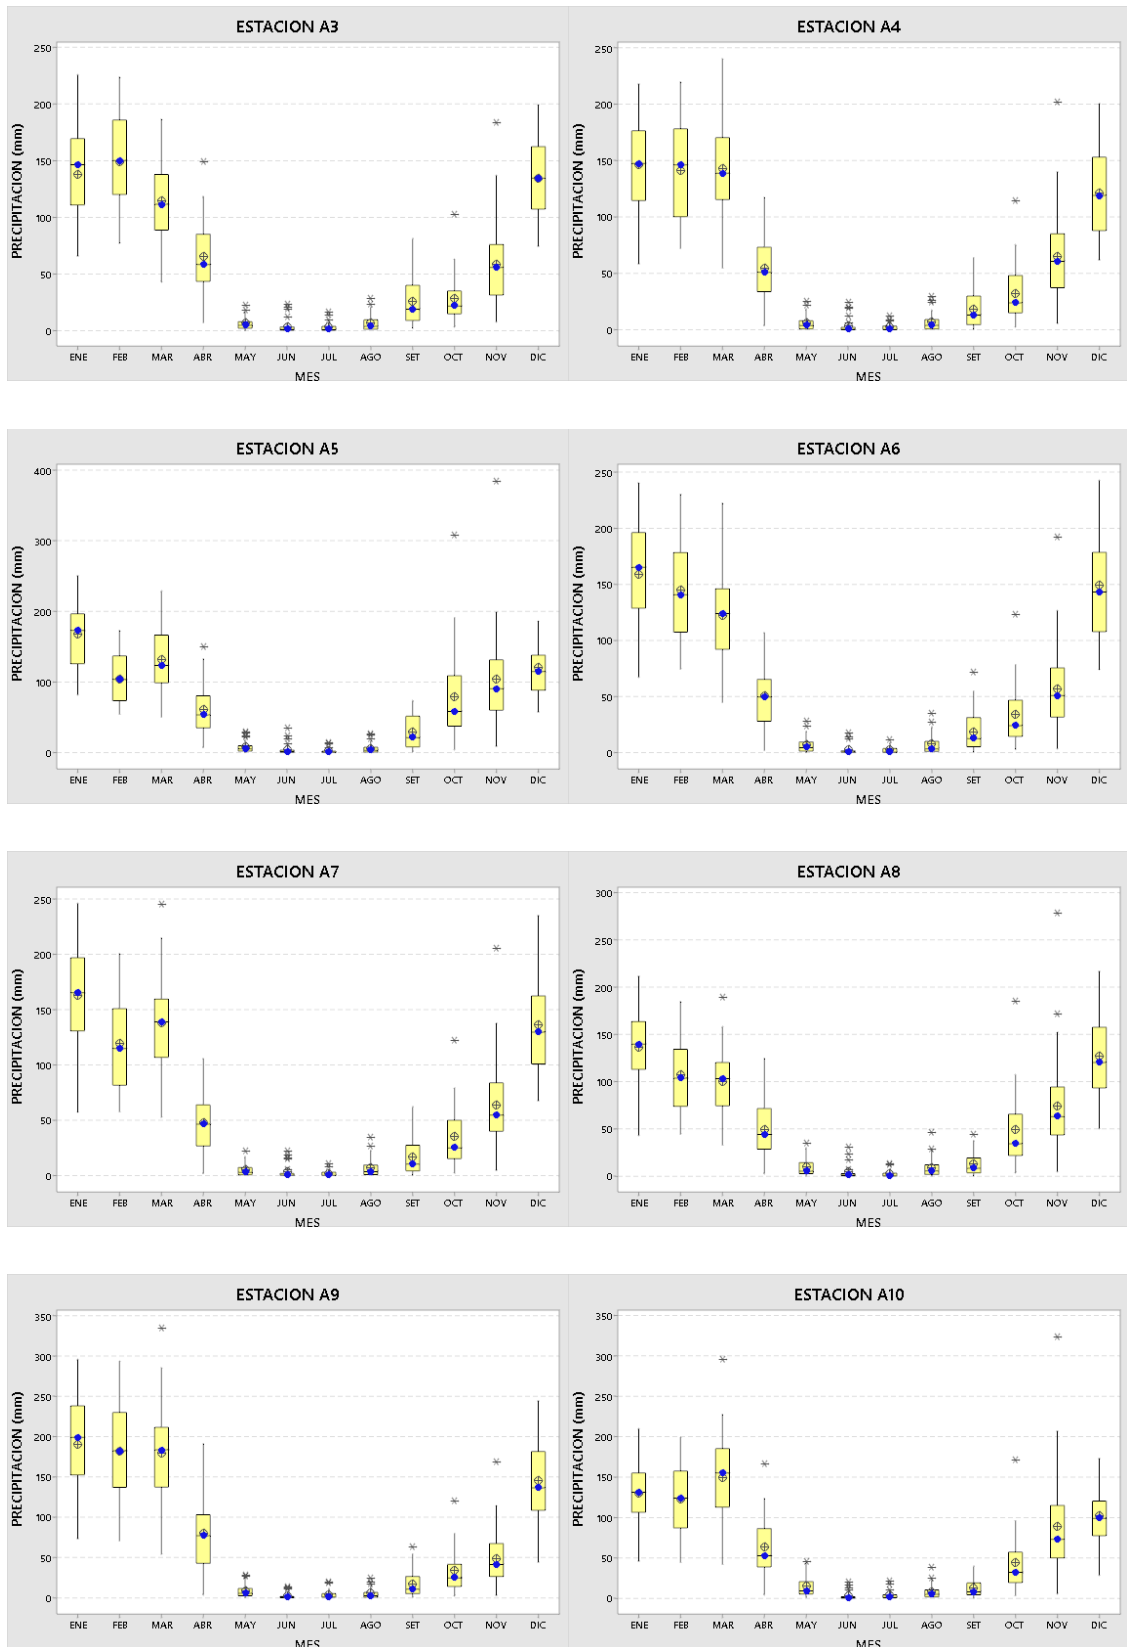 ESTACION A3
PRECIPITACION (mm)
250
200
150
100
50
0
ENE FEB MAR ABR MAY JUN JUL AGO SET OCT NOV DIC
MES
ESTACION A4
PRECIPITACION (mm)
250
200
150
100
50
0
ENE FEB MAR ABR MAY JUN JUL AGO SET OCT NOV DIC
MES
ESTACION A5
PRECIPITACION (mm)
400
300
200
100
0
ENE FEB MAR ABR MAY JUN JUL AGO SET OCT NOV DIC
MES
ESTACION A6
PRECIPITACION (mm)
250
200
150
100
50
0
ENE FEB MAR ABR MAY JUN JUL AGO SET OCT NOV DIC
MES
ESTACION A7
PRECIPITACION (mm)
250
200
150
100
50
0
ENE FEB MAR ABR MAY JUN JUL AGO SET OCT NOV DIC
MES
ESTACION A8
PRECIPITACION (mm)
300
250
200
150
100
50
0
ENE FEB MAR ABR MAY JUN JUL AGO SET OCT NOV DIC
MES
ESTACION A9
PRECIPITACION (mm)
350
300
250
200
150
100
50
0
ENE FEB MAR ABR MAY JUN JUL AGO SET OCT NOV DIC
MES
ESTACION A10
PRECIPITACION (mm)
350
300
250
200
150
100
50
0
ENE FEB MAR ABR MAY JUN JUL AGO SET OCT NOV DIC
MES